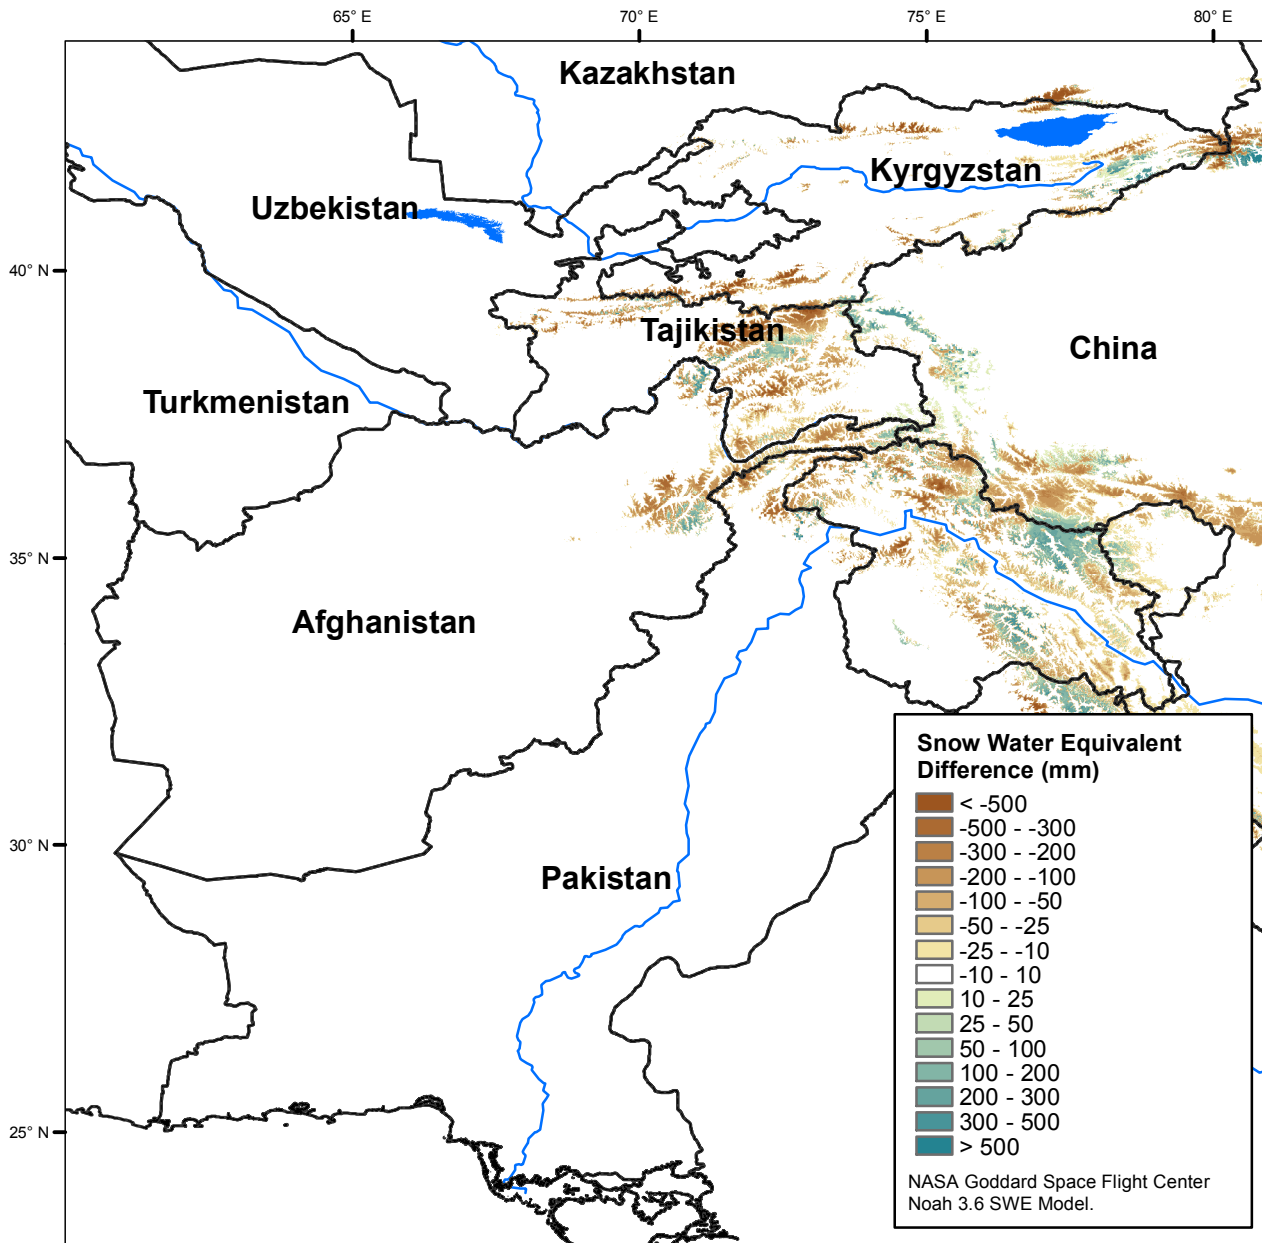 65° E
70° E
75° E
80° E
Kazakhstan
Kyrgyzstan
Uzbekistan
40° N
Tajikistan
China
Turkmenistan
35° N
Afghanistan
Snow Water Equivalent
Difference (mm)
< -500
-500 - -300
-300 - -200
-200 - -100
-100 - -50
-50 - -25
-25 - -10
-10 - 10
10 - 25
25 - 50
50 - 100
100 - 200
200 - 300
300 - 500
> 500
NASA Goddard Space Flight Center
Noah 3.6 SWE Model.
30° N
Pakistan
25° N